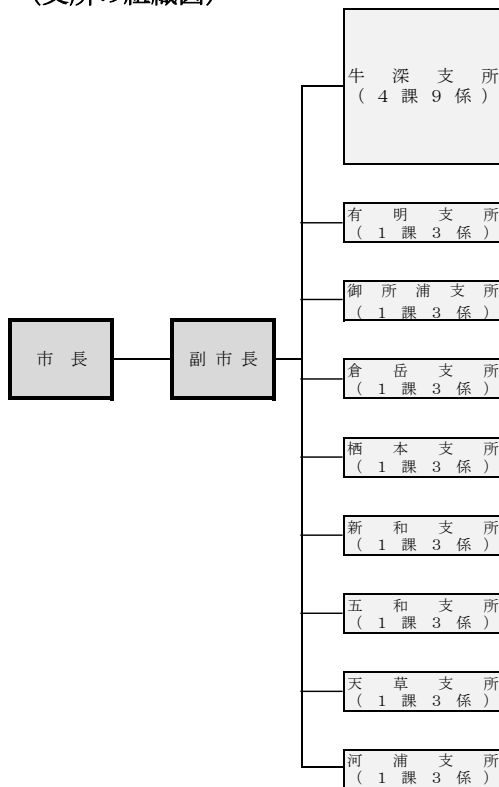 (支所の組織図)
牛深支所
(4課9係)
有明支所
(1課3係)
御所浦支所
(1課3係)
市長
副市長
倉岳支所
(1課3係)
栖本支所
(1課3係)
新和支所
(1課3係)
五和支所
(1課3係)
天草支所
(1課3係)
河浦支所
(1課3係)